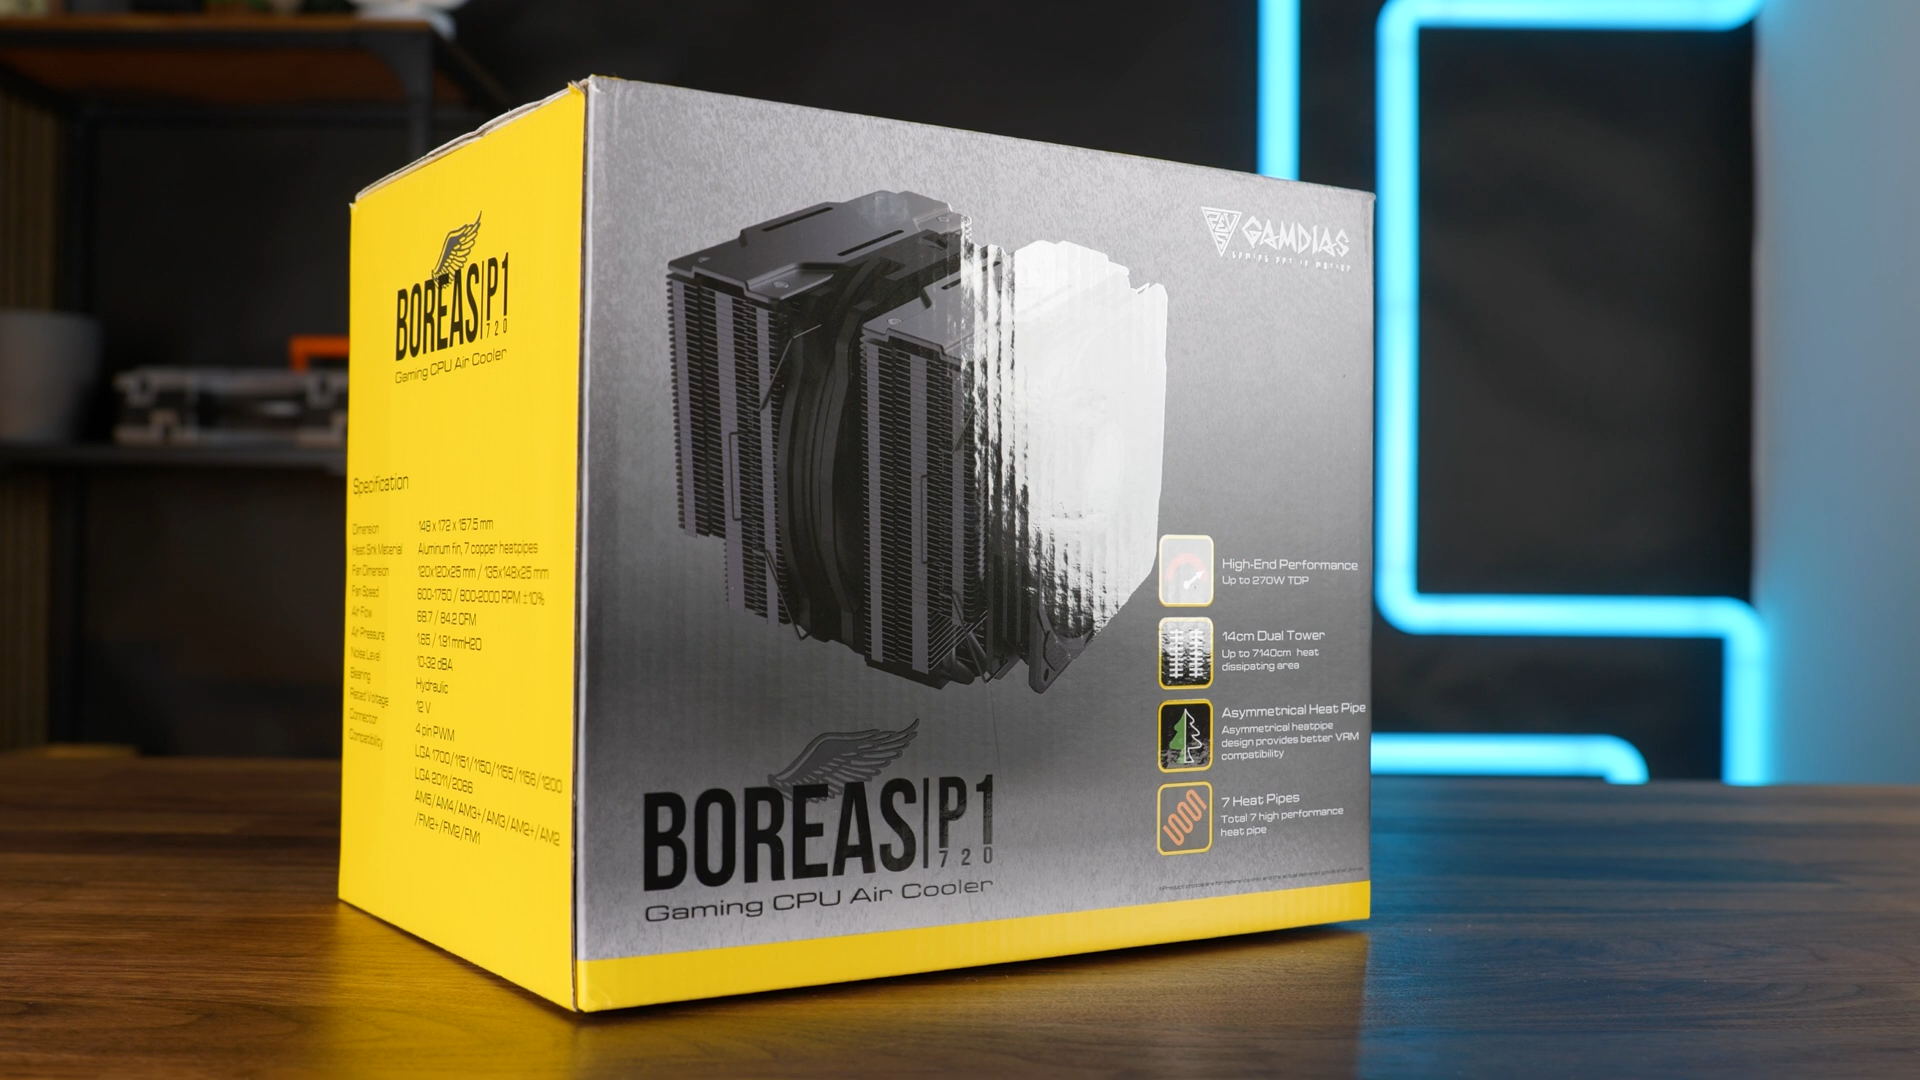 BOREAS|P1
720
Gaming CPU Air Cooler
Specification
Dimension 148 x 172 x 157.5 mm
Heat Sink Material Aluminum fin, 7 copper heatpipes
Fan Dimension 120x120x25 mm / 135x148x25 mm
Fan Speed 600-1750 / 800-2000 RPM ±10%
Air Flow 68.7 / 84.2 CFM
Air Pressure 1.65 / 1.91 mmH2O
Noise Level 10-32 dBA
Bearing Hydraulic
Rated Voltage 12 V
Connector 4 pin PWM
Compatibility LGA 1700/1151/1150/1155/1156/1200
LGA 2011/2066
AM5/AM4/AM3+/AM3/AM2+/AM2
/FM2+/FM2/FM1
GAMDIAS
GAMING ART IN MOTION
High-End Performance
Up to 270W TDP
14cm Dual Tower
Up to 7140cm heat
dissipating area
Asymmetrical Heat Pipe
Asymmetrical heatpipe
design provides better VRM
compatibility
7 Heat Pipes
Total 7 high performance
heat pipe
BOREAS|P1
720
Gaming CPU Air Cooler